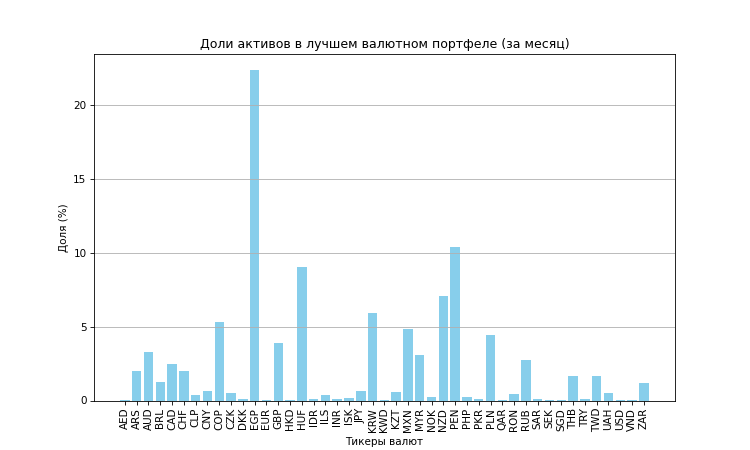 Доли активов в лучшем валютном портфеле (за месяц)
Доля (%)
20
15
10
5
0
AED
ARS
AUD
BRL
CAD
CHF
CLP
CNY
COP
CZK
DKK
EGP
EUR
GBP
HKD
HUF
IDR
ILS
INR
ISK
JPY
KRW
KWD
KZT
MXN
MYR
NOK
NZD
PEN
PHP
PKR
PLN
QAR
RON
RUB
SAR
SEK
SGD
THB
TRY
TWD
UAH
USD
VND
ZAR
Тикеры валют